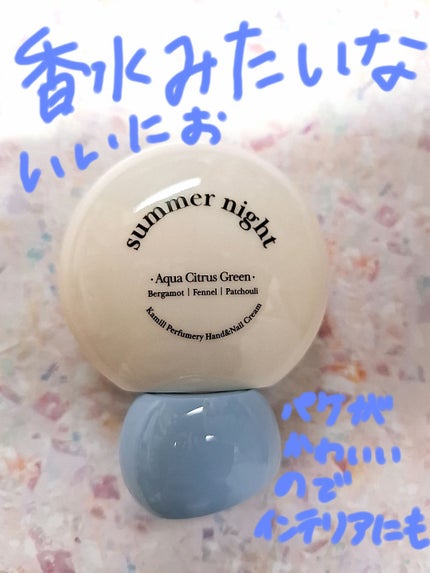 香水みたいな
いいにお
summer night
·Aqua Citrus Green·
Bergamot | Fennel | Patchouli
Kamill Perfumery Hand&Nail Cream
パケが
かわいい
ので
インテリアにも